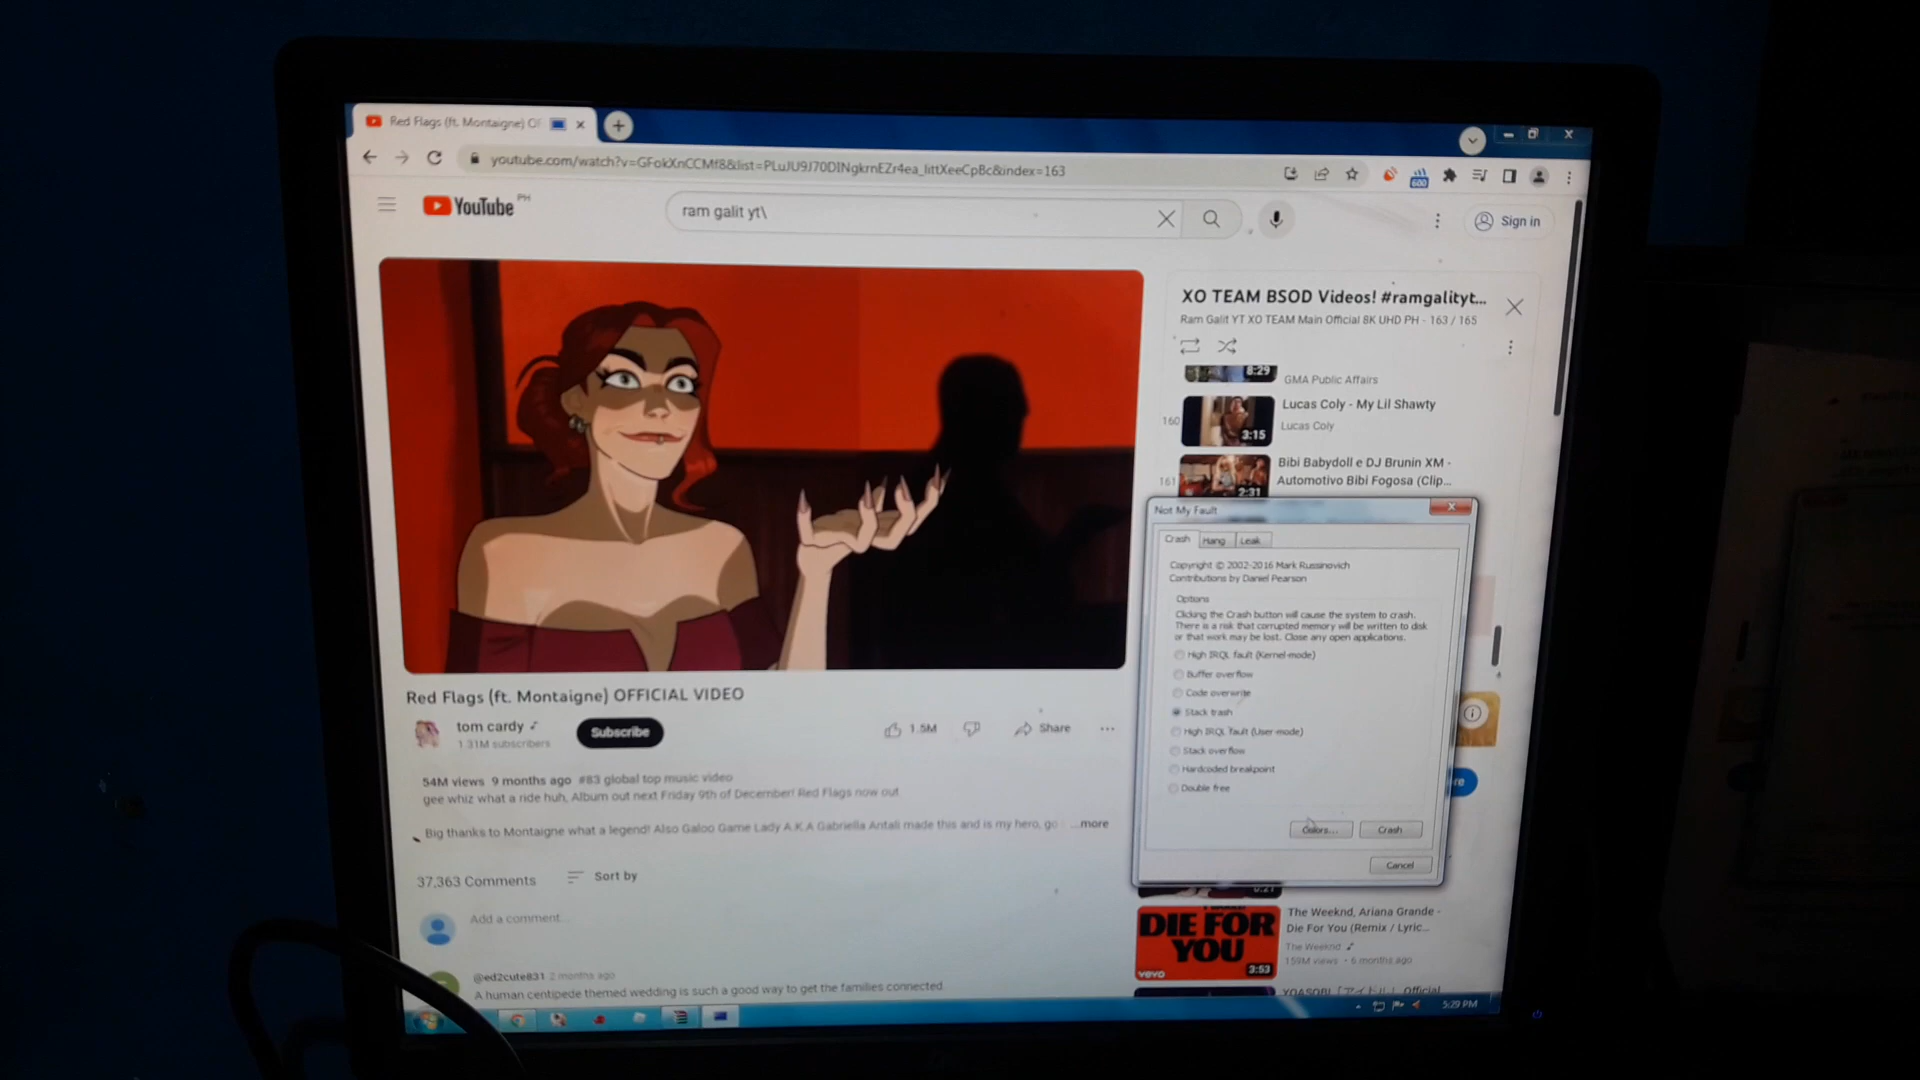 Red Flags (ft. Montaigne) OF
youtube.com/watch?v=GFokXnCCMf8&list=PLuJU9J70DINgkrnEZr4ea_IittXeeCpBc&index=163
600
YouTube PH
ram galit yt\
Sign in
XO TEAM BSOD Videos! #ramgalityt...
Ram Galit YT XO TEAM Main Official 8K UHD PH - 163 / 165
8:29
GMA Public Affairs
160
3:15
Lucas Coly - My Lil Shawty
Lucas Coly
161
2:31
Bibi Babydoll e DJ Brunin XM -
Automotivo Bibi Fogosa (Clip...
Not My Fault
Crash
Hang
Leak
Copyright © 2002-2016 Mark Russinovich
Contributions by Daniel Pearson
Options
Clicking the Crash button will cause the system to crash.
There is a risk that corrupted memory will be written to disk
or that work may be lost. Close any open applications.
High IRQL fault (Kernel-mode)
Buffer overflow
Code overwrite
Stack trash
High IRQL fault (User-mode)
Stack overflow
Hardcoded breakpoint
Double free
Colors...
Crash
Cancel
Red Flags (ft. Montaigne) OFFICIAL VIDEO
tom cardy
1.31M subscribers
Subscribe
1.5M
Share
54M views 9 months ago #83 global top music video
gee whiz what a ride huh, Album out next Friday 9th of December! Red Flags now out
Big thanks to Montaigne what a legend! Also Galoo Game Lady A.K.A Gabriella Antali made this and is my hero, go ...more
37,363 Comments
Sort by
Add a comment...
@ed2cute831 2 months ago
A human centipede themed wedding is such a good way to get the families connected
DIE FOR
YOU
vevo
3:53
The Weeknd, Ariana Grande -
Die For You (Remix / Lyric...
The Weeknd
159M views • 6 months ago
YOASOBI「アイドル」 Official
5:29 PM